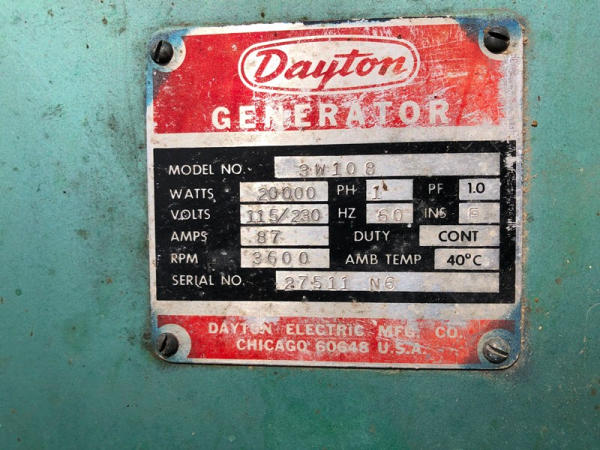 Dayton
GENERATOR
MODEL NO. 3W108
WATTS 20000 PH 1 PF 1.0
VOLTS 115/230 HZ 60 INS
AMPS 87 DUTY CONT
RPM 3600 AMB TEMP 40°C
SERIAL NO. 27511 N6
DAYTON ELECTRIC MFG. CO.
CHICAGO 60648 U.S.A.